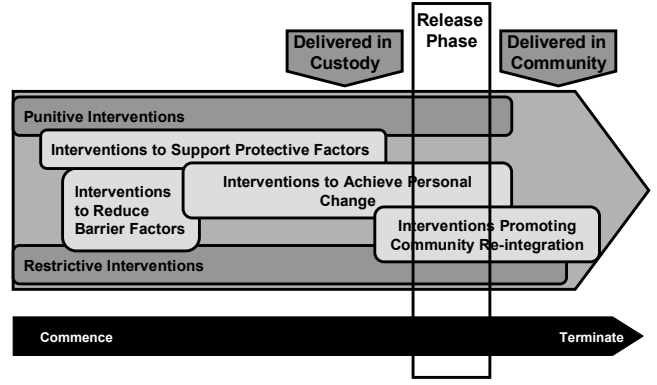 Release
Phase
Delivered in
Custody
Delivered in
Community
Punitive Interventions
Interventions to Support Protective Factors
Interventions to Achieve Personal
Change
Interventions
to Reduce
Barrier Factors
Interventions Promoting
Community Re-integration
Restrictive Interventions
Commence
Terminate